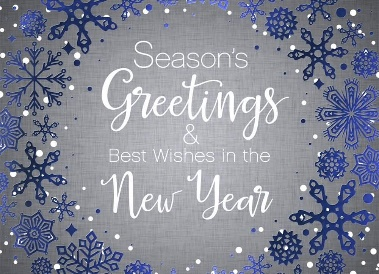 Season's
Greetings
&
Best Wishes in the
New Year